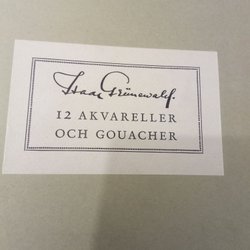 Isaac Grünewald.
12 AKVARELLER
OCH GOUACHER